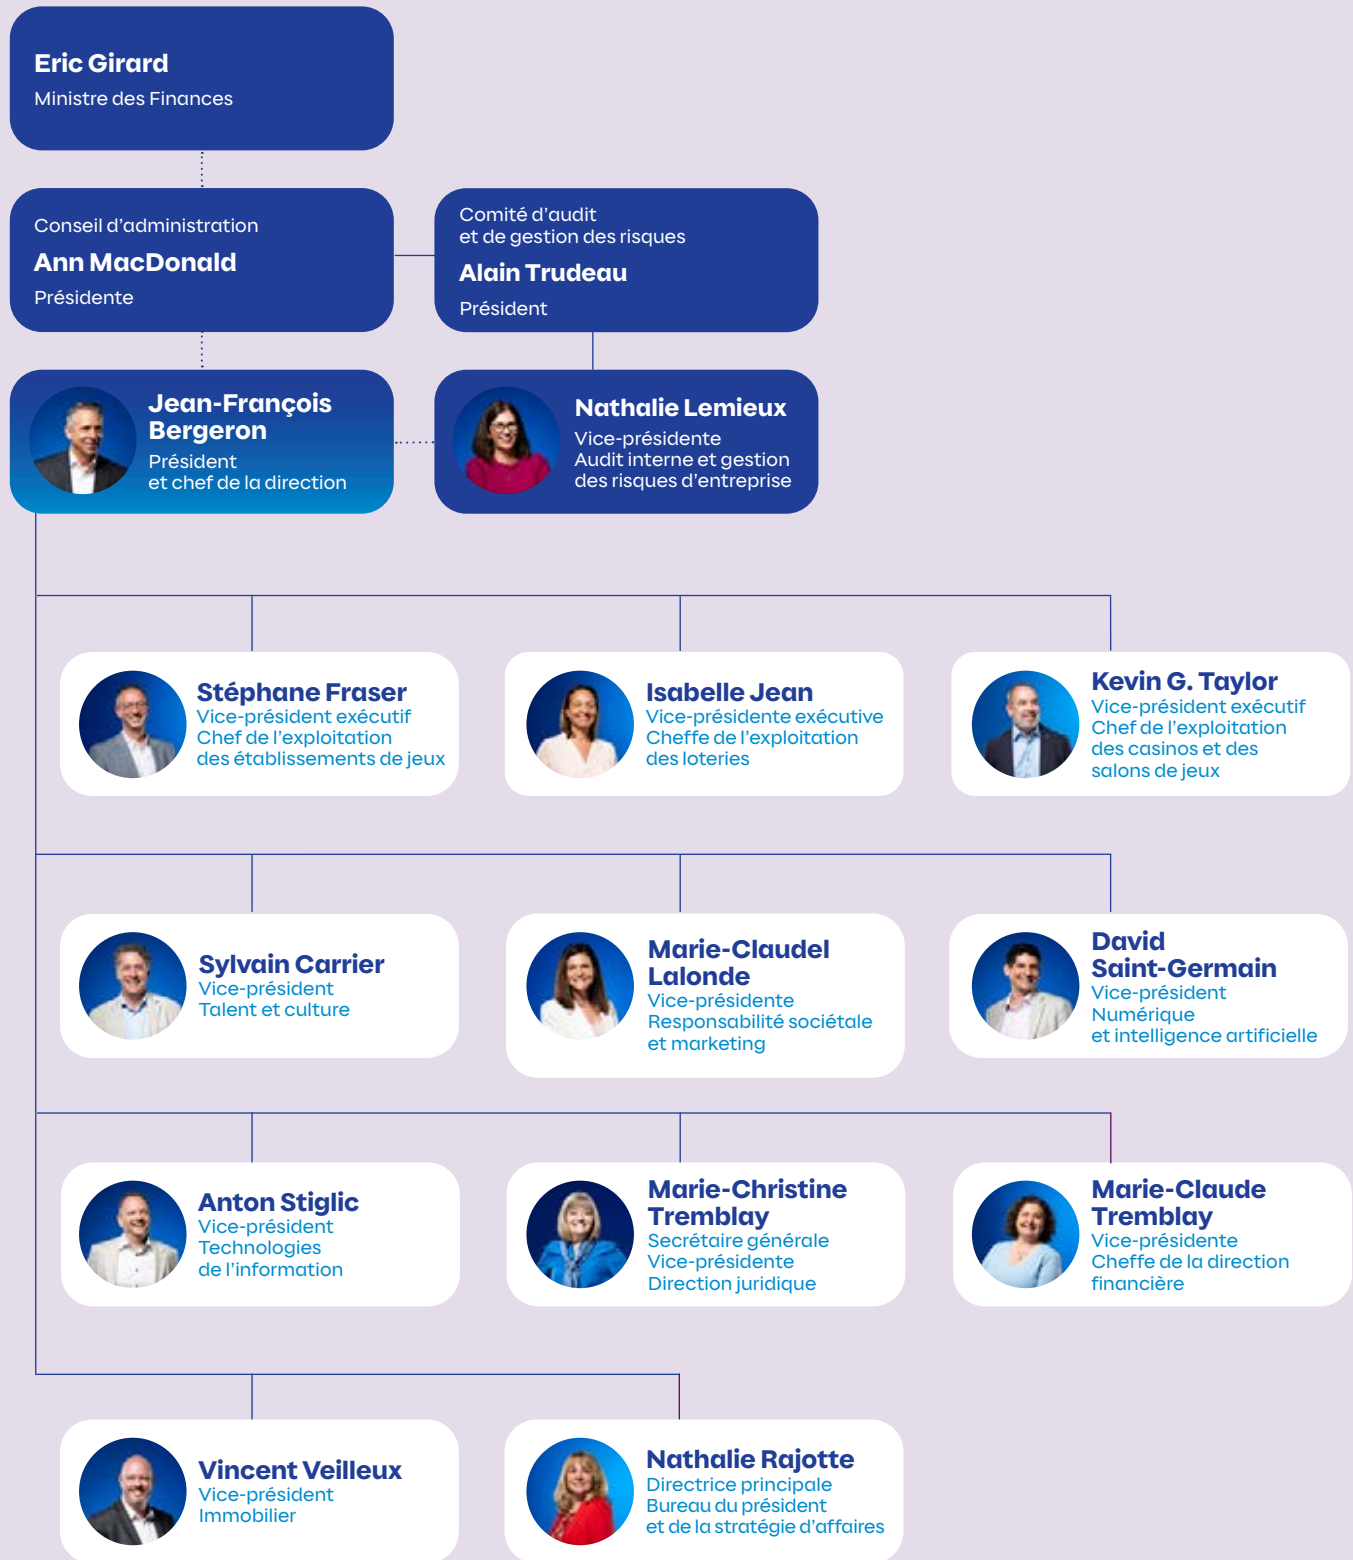 Eric Girard
Ministre des Finances
Conseil d'administration
Ann MacDonald
Présidente
Comité d'audit
et de gestion des risques
Alain Trudeau
Président
Jean-François
Bergeron
Président
et chef de la direction
Nathalie Lemieux
Vice-présidente
Audit interne et gestion
des risques d'entreprise
Stéphane Fraser
Vice-président exécutif
Chef de l'exploitation
des établissements de jeux
Isabelle Jean
Vice-présidente exécutive
Cheffe de l'exploitation
des loteries
Kevin G. Taylor
Vice-président exécutif
Chef de l'exploitation
des casinos et des
salons de jeux
Sylvain Carrier
Vice-président
Talent et culture
Marie-Claudel
Lalonde
Vice-présidente
Responsabilité sociétale
et marketing
David
Saint-Germain
Vice-président
Numérique
et intelligence artificielle
Anton Stiglic
Vice-président
Technologies
de l'information
Marie-Christine
Tremblay
Secrétaire générale
Vice-présidente
Direction juridique
Marie-Claude
Tremblay
Vice-présidente
Cheffe de la direction
financière
Vincent Veilleux
Vice-président
Immobilier
Nathalie Rajotte
Directrice principale
Bureau du président
et de la stratégie d'affaires